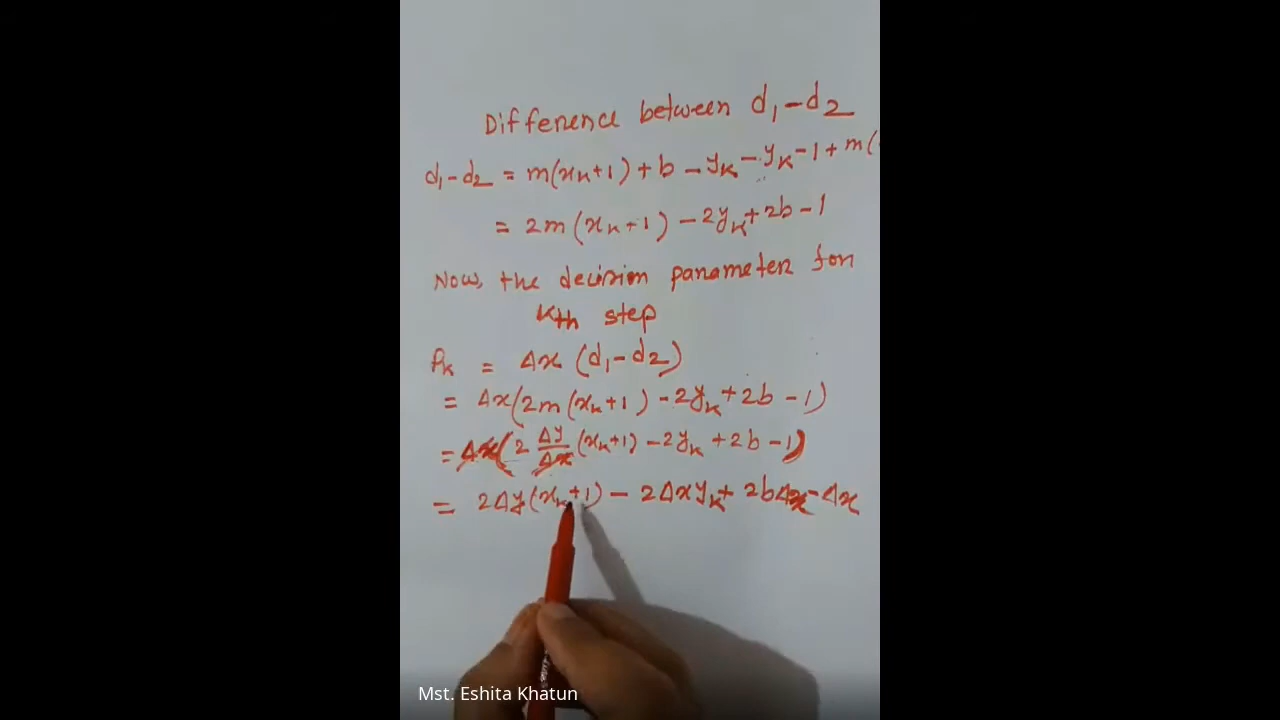 Difference between d₁-d₂
d₁-d₂ = m(xₖ+1)+b-yₖ-yₖ-1+m(
= 2m(xₖ+1)-2yₖ+2b-1
Now, the decision parameter for
Kth step
Pₖ = Δx (d₁-d₂)
= Δx(2m(xₖ+1)-2yₖ+2b-1)
= Δx(2 Δy/Δx (xₖ+1)-2yₖ+2b-1)
= 2Δy(xₖ+1)-2Δxyₖ+2bΔx-Δx
Mst. Eshita Khatun